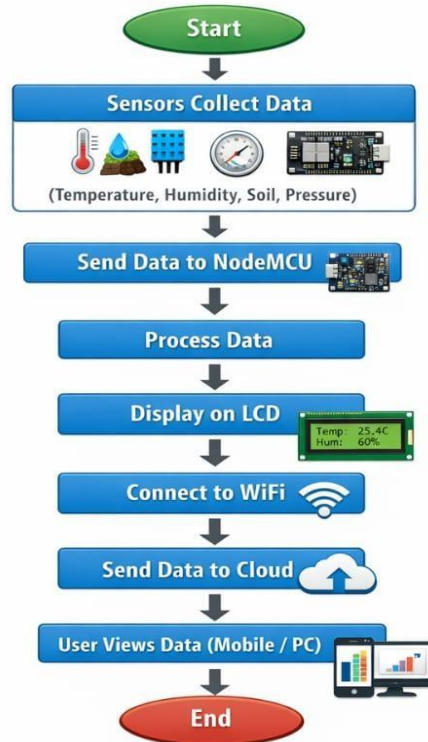 Start
Sensors Collect Data
(Temperature, Humidity, Soil, Pressure)
Send Data to NodeMCU
Process Data
Display on LCD
Temp: 25.4C
Hum: 60%
Connect to WiFi
Send Data to Cloud
User Views Data (Mobile / PC)
End